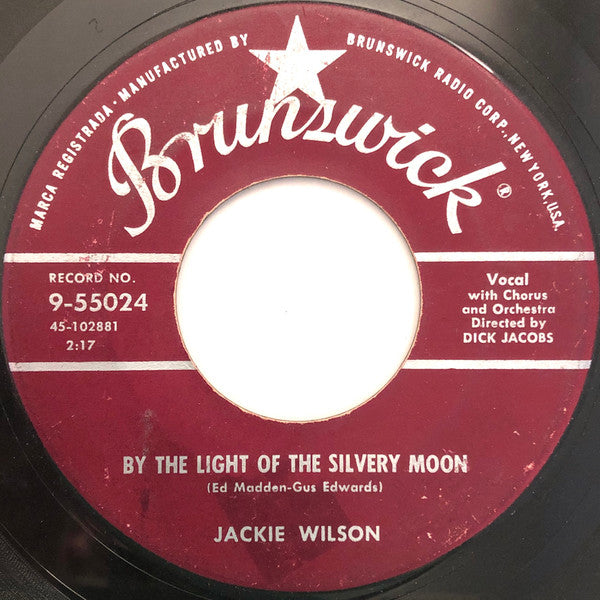 MARCA REGISTRADA · MANUFACTURED BY BRUNSWICK RADIO CORP., NEW YORK, U.S.A.
Brunswick ®
RECORD NO.
9-55024
45-102881
2:17
Vocal
with Chorus
and Orchestra
Directed by
DICK JACOBS
BY THE LIGHT OF THE SILVERY MOON
(Ed Madden-Gus Edwards)
JACKIE WILSON